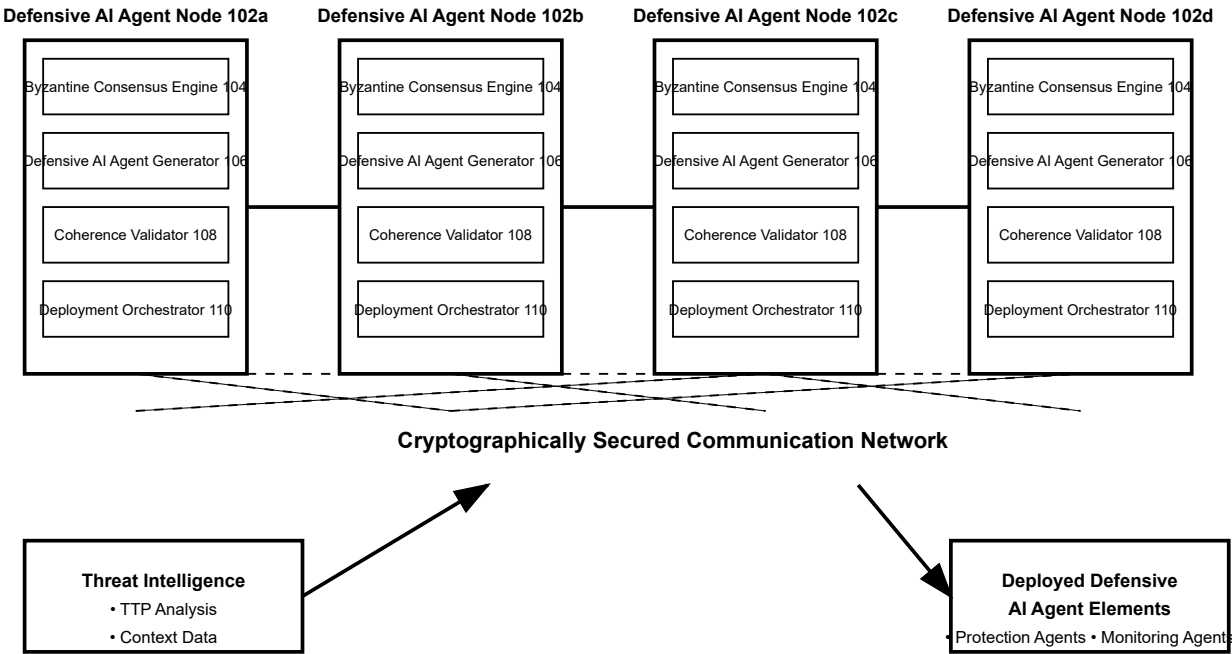 Defensive AI Agent Node 102a
Defensive AI Agent Node 102b
Defensive AI Agent Node 102c
Defensive AI Agent Node 102d
Byzantine Consensus Engine 104
Byzantine Consensus Engine 104
Byzantine Consensus Engine 104
Byzantine Consensus Engine 104
Defensive AI Agent Generator 106
Defensive AI Agent Generator 106
Defensive AI Agent Generator 106
Defensive AI Agent Generator 106
Coherence Validator 108
Coherence Validator 108
Coherence Validator 108
Coherence Validator 108
Deployment Orchestrator 110
Deployment Orchestrator 110
Deployment Orchestrator 110
Deployment Orchestrator 110
Cryptographically Secured Communication Network
Threat Intelligence
• TTP Analysis
• Context Data
Deployed Defensive
AI Agent Elements
• Protection Agents • Monitoring Agents